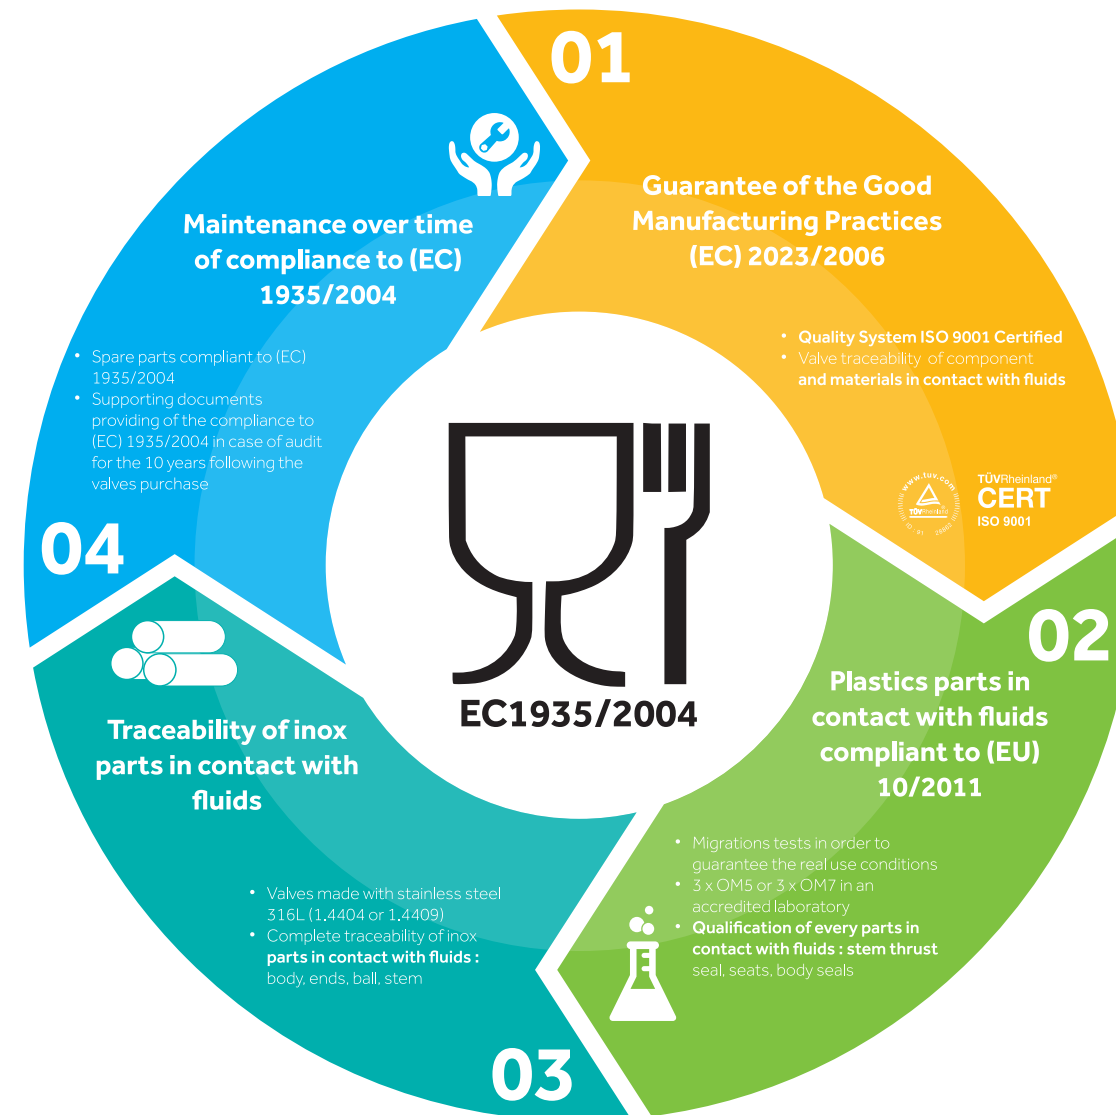 01
Guarantee of the Good
Manufacturing Practices
(EC) 2023/2006
• Quality System ISO 9001 Certified
• Valve traceability of component
and materials in contact with fluids
www.tuv.com
TÜVRheinland
TÜVRheinland®
CERT
ISO 9001
02
Plastics parts in
contact with fluids
compliant to (EU)
10/2011
• Migrations tests in order to
guarantee the real use conditions
• 3 x OM5 or 3 x OM7 in an
accredited laboratory
• Qualification of every parts in
contact with fluids : stem thrust
seal, seats, body seals
03
Traceability of inox
parts in contact with
fluids
• Valves made with stainless steel
316L (1.4404 or 1.4409)
• Complete traceability of inox
parts in contact with fluids :
body, ends, ball, stem
04
Maintenance over time
of compliance to (EC)
1935/2004
• Spare parts compliant to (EC)
1935/2004
• Supporting documents
providing of the compliance to
(EC) 1935/2004 in case of audit
for the 10 years following the
valves purchase
EC1935/2004